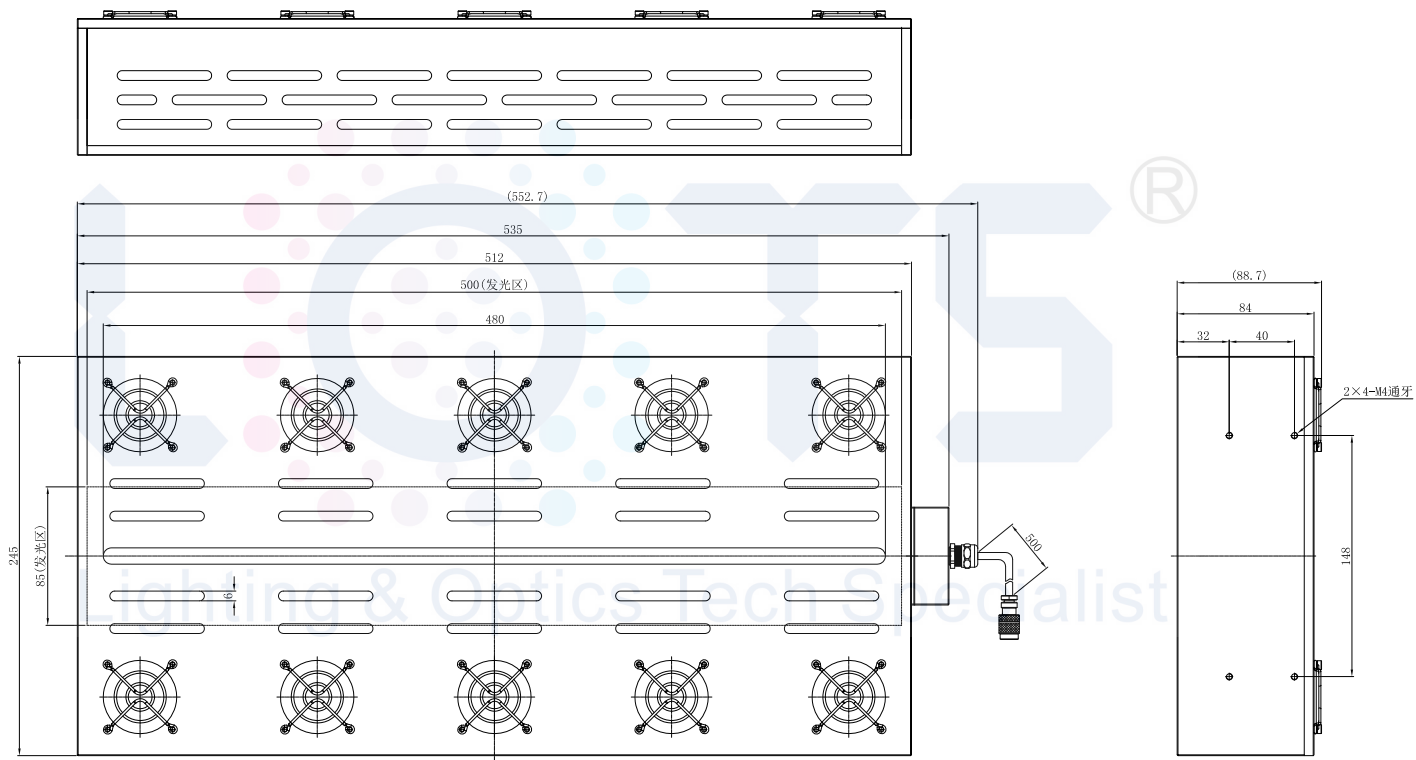 (552.7)
535
512
500(发光区)
480
245
85(发光区)
6
500
(88.7)
84
32
40
2×4-M4通牙
148
LOTS®
Lighting & Optics Tech Specialist